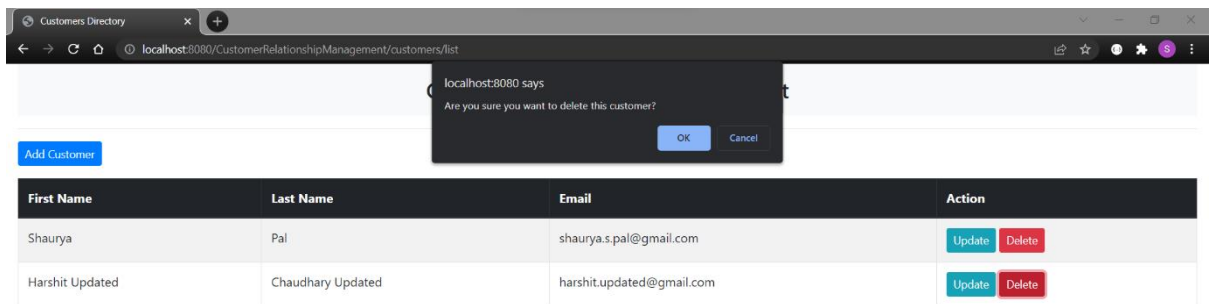 Customers Directory
localhost:8080/CustomerRelationshipManagement/customers/list
S
localhost:8080 says
Are you sure you want to delete this customer?
OK Cancel
Add Customer
First Name Last Name Email Action
Shaurya Pal shaurya.s.pal@gmail.com Update Delete
Harshit Updated Chaudhary Updated harshit.updated@gmail.com Update Delete